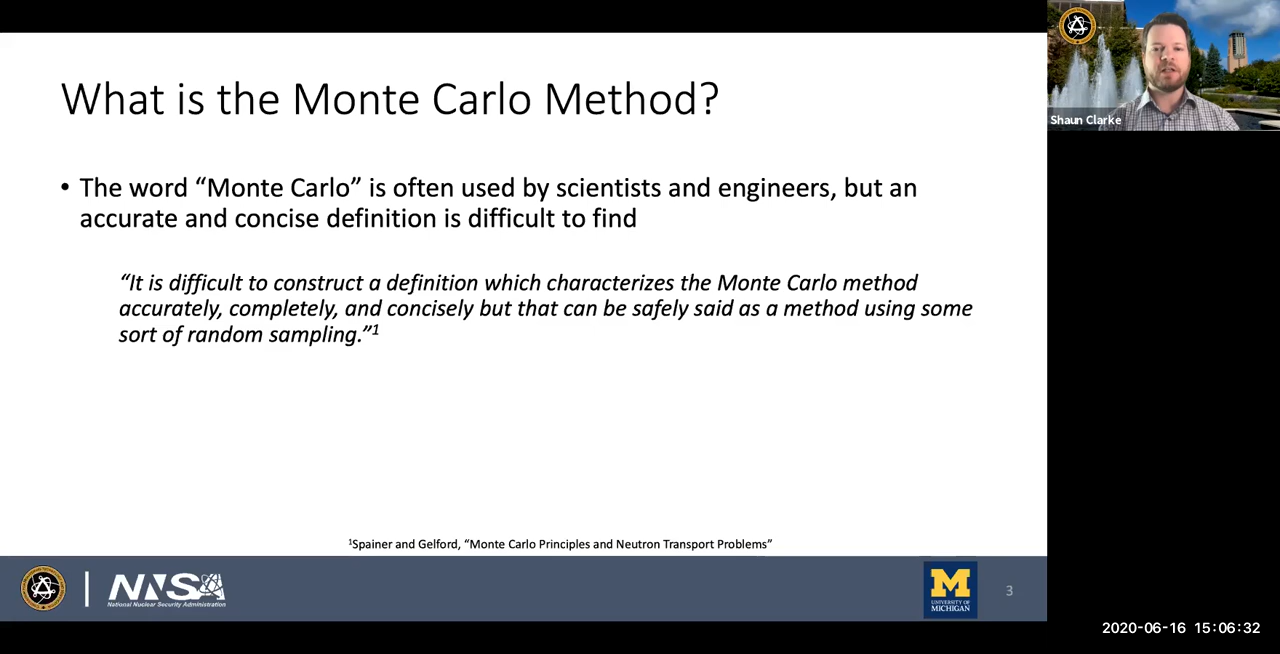 What is the Monte Carlo Method?
Shaun Clarke
• The word “Monte Carlo” is often used by scientists and engineers, but an
accurate and concise definition is difficult to find
“It is difficult to construct a definition which characterizes the Monte Carlo method
accurately, completely, and concisely but that can be safely said as a method using some
sort of random sampling.”1
1Spainer and Gelford, “Monte Carlo Principles and Neutron Transport Problems”
NNSA
National Nuclear Security Administration
M
UNIVERSITY OF
MICHIGAN
3
2020-06-16 15:06:32